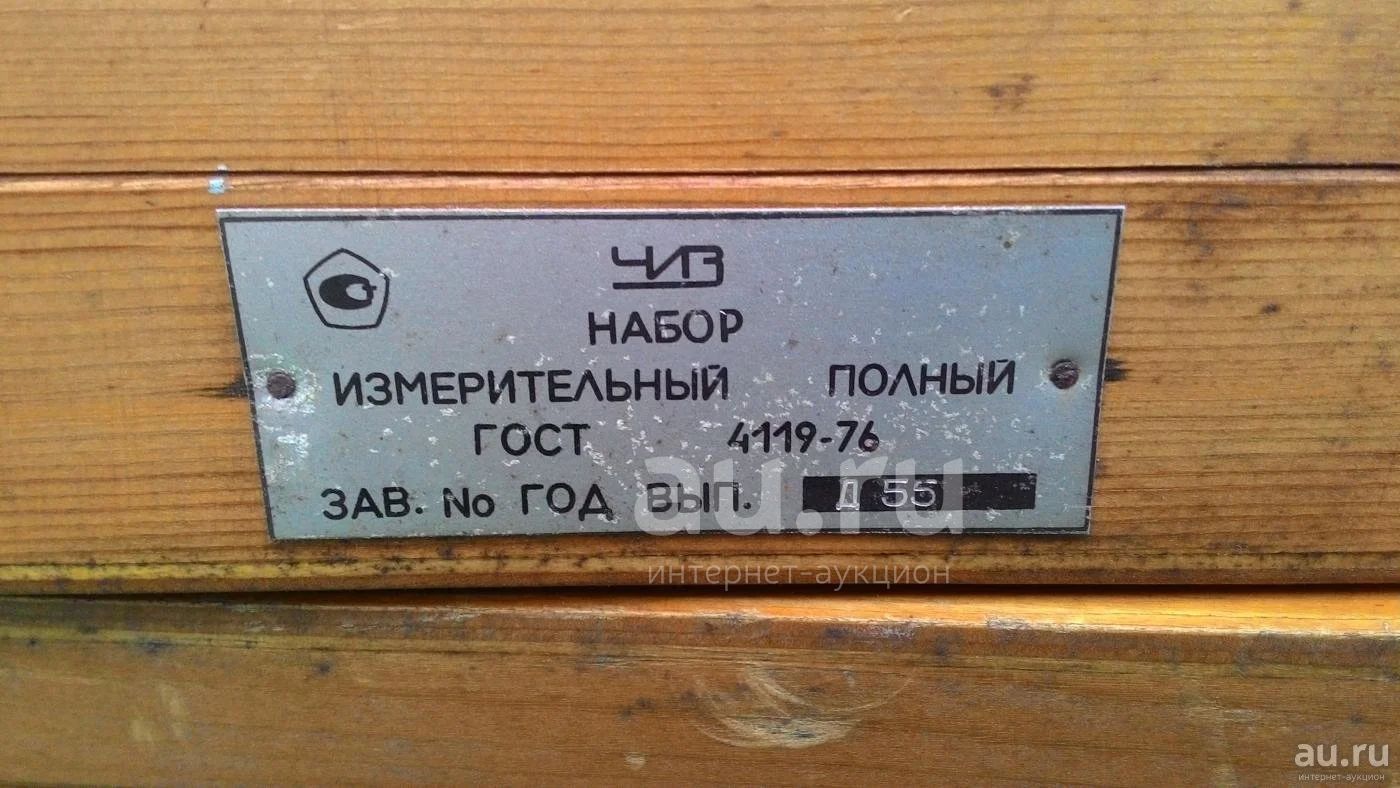 ЧИЗ
НАБОР
ИЗМЕРИТЕЛЬНЫЙ ПОЛНЫЙ
ГОСТ 4119-76
ЗАВ. № ГОД ВЫП. Д 55
au.ru
интернет-аукцион
au.ru
интернет-аукцион